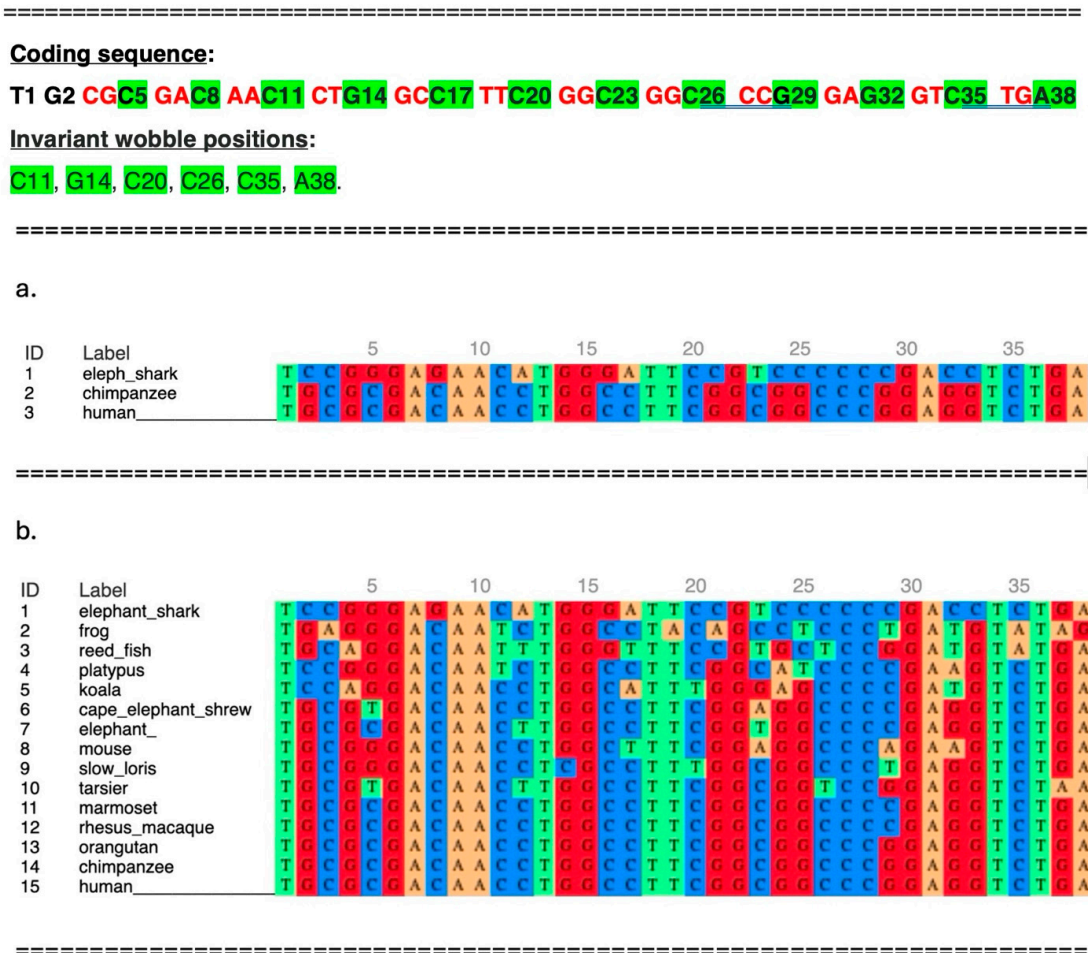 Coding sequence:
T1 G2 CGC5 GAC8 AAC11 CTG14 GCC17 TTC20 GGC23 GGC26 CCG29 GAG32 GTC35 TGA38
Invariant wobble positions:
C11, G14, C20, C26, C35, A38.
a.
5 10 15 20 25 30 35
ID Label
1 eleph_shark T C C G G G A G A A C A T G G G A T T C C G T C C C C C C G A C C T C T G A
2 chimpanzee T G C G C G A C A A C C T G G C C T T C G G C G G C C C G G A G G T C T G A
3 human T G C G C G A C A A C C T G G C C T T C G G C G G C C C G G A G G T C T G A
b.
5 10 15 20 25 30 35
ID Label
1 elephant_shark T C C G G G A G A A C A T G G G A T T C C G T C C C C C C G A C C T C T G A
2 frog T G A G G G A C A A T C T G G C C T A C A G C C T C C C T G A T G T A T A G
3 reed_fish T G C A G G A C A A T T T G G G T T T C C G T G C T C C G G A T G T A T G A
4 platypus T C C G G G A C A A T C T G G C C T T C G G C A T C C C C G A A G T C T G A
5 koala T C C A G G A C A A C C T G G C A T T T G G G A G C C C C G A T G T C T G A
6 cape_elephant_shrew T G C G T G A C A A C C T G G C C T T C G G A G G C C C C G A G G T C T G A
7 elephant_ T G C G C G A C A A C T T G G C C T T C G G T G G C C C C G A G G T C T G A
8 mouse T G C G G G A C A A C C T G G C T T T C G G A G G C C C A G A A G T C T G A
9 slow_loris T G C G G G A C A A C C T C G C C T T T G G C G G C C C T G A G G T C T G A
10 tarsier T G C G T G A C A A C T T G G C C T T C G G C G G T C C G G A G G T C T A A
11 marmoset T G C G C G A C A A C C T G G C C T T C G G C G G C C C C G A G G T C T G A
12 rhesus_macaque T G C G C G A C A A C C T G G C C T T C G G C G G C C C C G A G G T C T G A
13 orangutan T G C G C G A C A A C C T G G C C T T C G G C G G C C C G G A G G T C T G A
14 chimpanzee T G C G C G A C A A C C T G G C C T T C G G C G G C C C G G A G G T C T G A
15 human T G C G C G A C A A C C T G G C C T T C G G C G G C C C G G A G G T C T G A